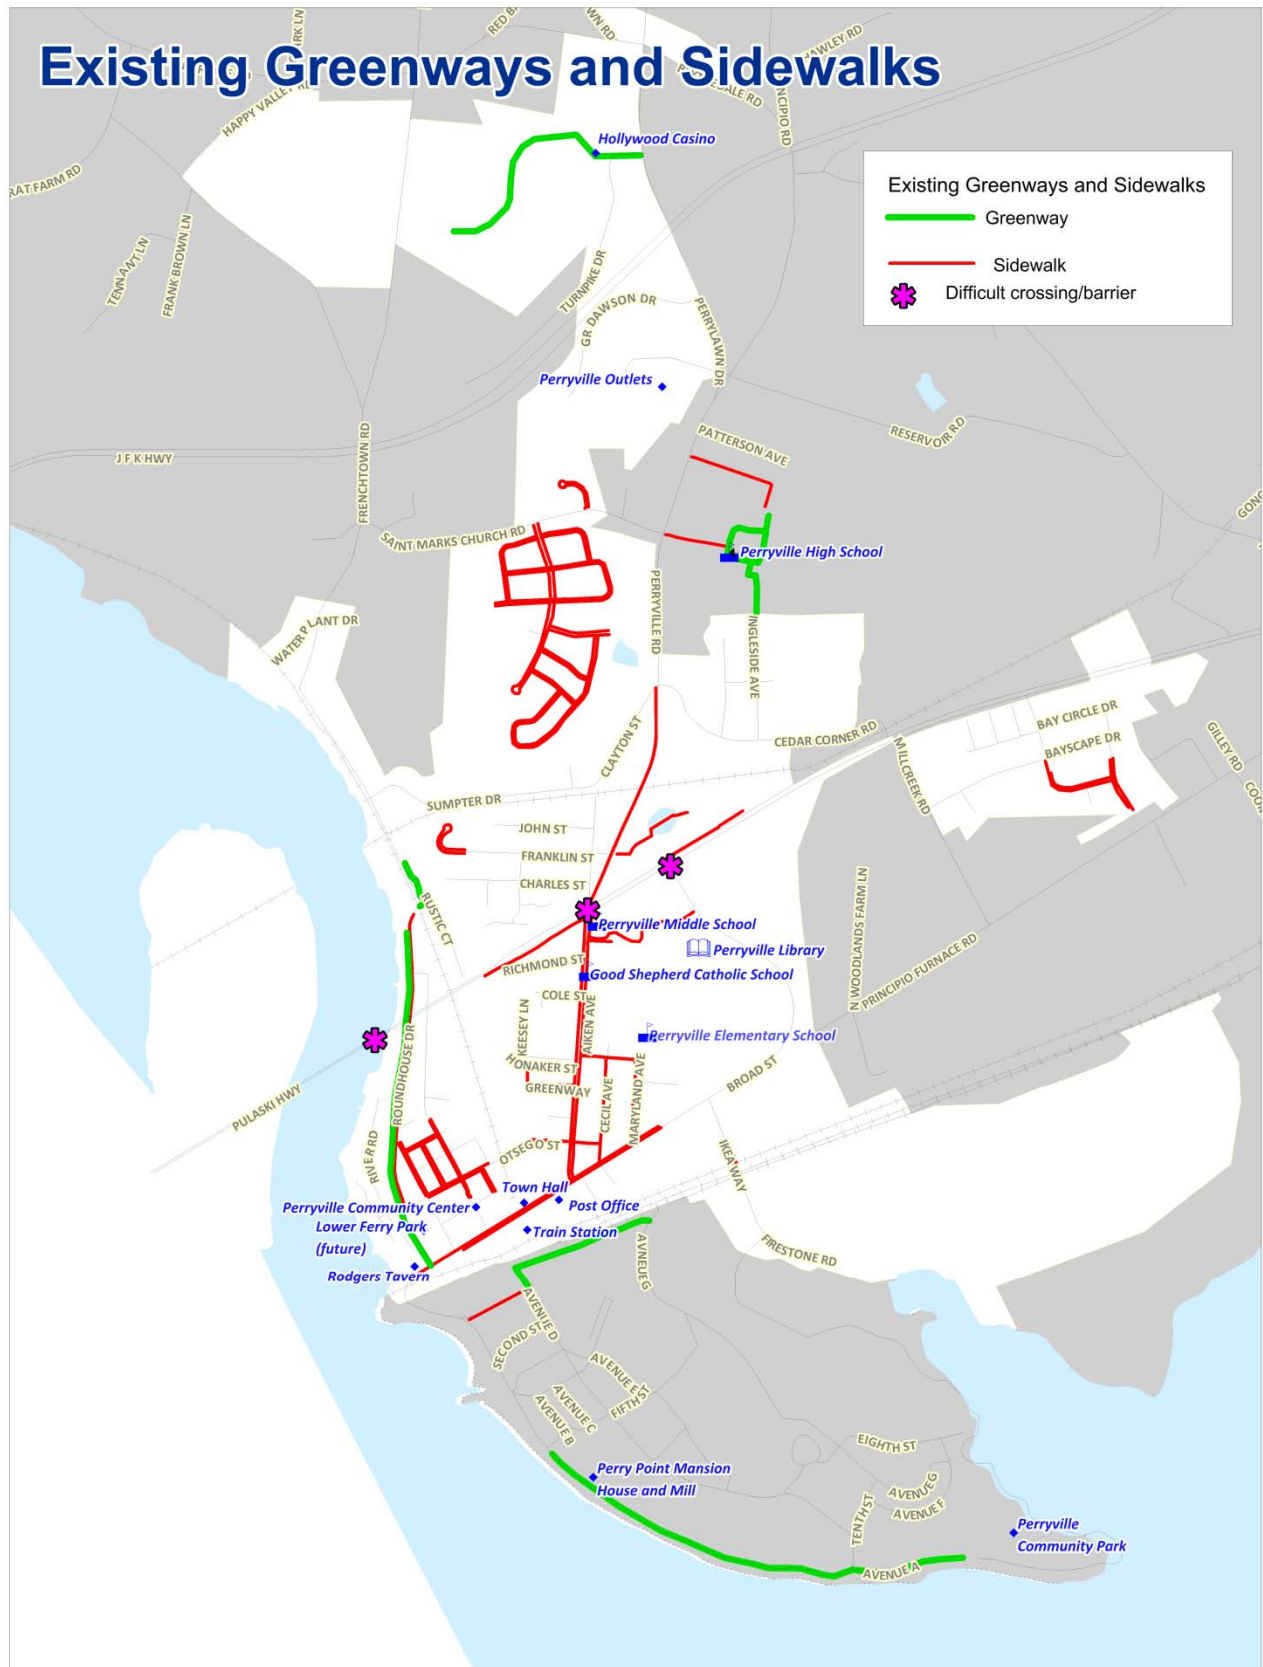 Existing Greenways and Sidewalks
HAPPY VALLEY RD
HAWLEY RD
RAT FARM RD
TENNANT LN
FRANK BROWN LN
Hollywood Casino
Existing Greenways and Sidewalks
Greenway
Sidewalk
Difficult crossing/barrier
TURNPIKE DR
GR DAWSON DR
PERRYLAWN DR
Perryville Outlets
RESERVOIR RD
PATTERSON AVE
J F K HWY
FRENCHTOWN RD
SAINT MARKS CHURCH RD
Perryville High School
PERRYVILLE RD
INGLESIDE AVE
WATER PLANT DR
CLAYTON ST
CEDAR CORNER RD
MILLCREEK RD
BAY CIRCLE DR
BAYSCAPE DR
GILLEY RD
SUMPTER DR
JOHN ST
FRANKLIN ST
CHARLES ST
RUSTIC CT
Perryville Middle School
Perryville Library
RICHMOND ST
Good Shepherd Catholic School
COLE ST
KEESEY LN
AIKEN AVE
Perryville Elementary School
N WOODLANDS FARM LN
PRINCIPIO FURNACE RD
ROUNDHOUSE DR
PULASKI HWY
HONAKER ST
GREENWAY
CECIL AVE
MARYLAND AVE
BROAD ST
RIVER RD
OTSEGO ST
IKEA WAY
Town Hall
Post Office
Perryville Community Center
Lower Ferry Park
(future)
Train Station
Rodgers Tavern
AVNEUE G
FIRESTONE RD
AVENUE D
SECOND ST
AVENUE E
FIFTH ST
AVENUE C
AVENUE B
EIGHTH ST
Perry Point Mansion
House and Mill
AVENUE G
AVENUE F
TENTH ST
AVENUE A
Perryville
Community Park